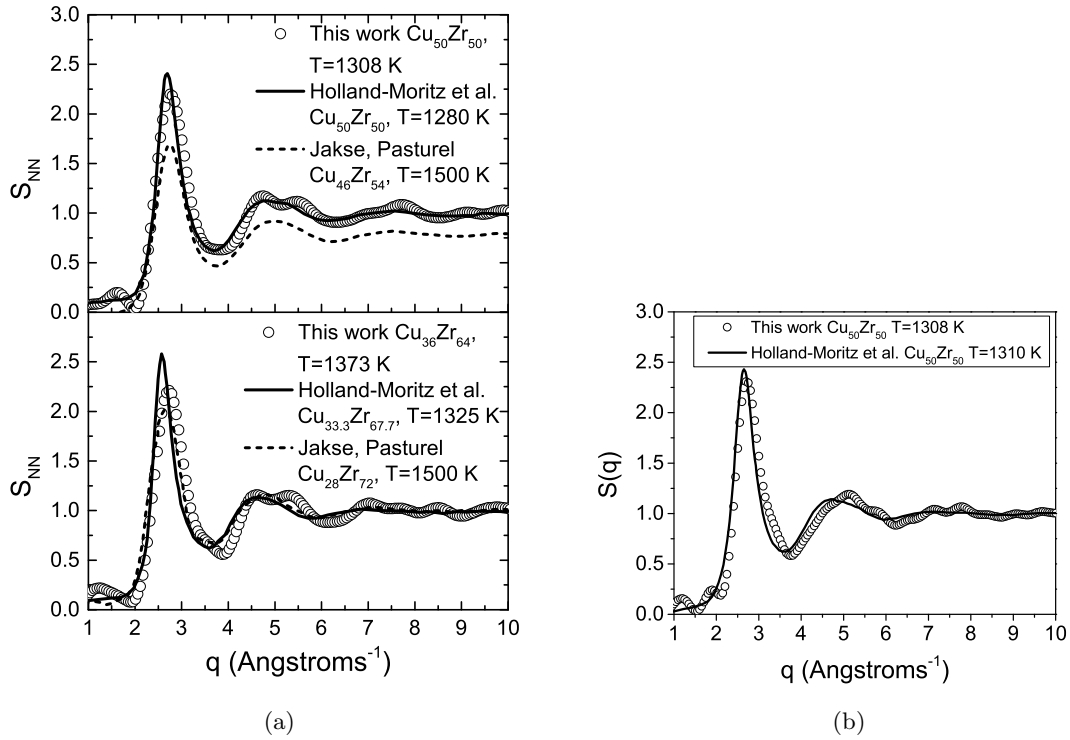 3.0
2.5
2.0
1.5
1.0
0.5
0.0
S_NN
This work Cu50Zr50,
T=1308 K
Holland-Moritz et al.
Cu50Zr50, T=1280 K
Jakse, Pasturel
Cu46Zr54, T=1500 K
2.5
2.0
1.5
1.0
0.5
0.0
S_NN
This work Cu36Zr64,
T=1373 K
Holland-Moritz et al.
Cu33.3Zr67.7, T=1325 K
Jakse, Pasturel
Cu28Zr72, T=1500 K
1 2 3 4 5 6 7 8 9 10
q (Angstroms-1)
(a)
3.0
2.5
2.0
1.5
1.0
0.5
0.0
S(q)
This work Cu50Zr50 T=1308 K
Holland-Moritz et al. Cu50Zr50 T=1310 K
1 2 3 4 5 6 7 8 9 10
q (Angstroms-1)
(b)